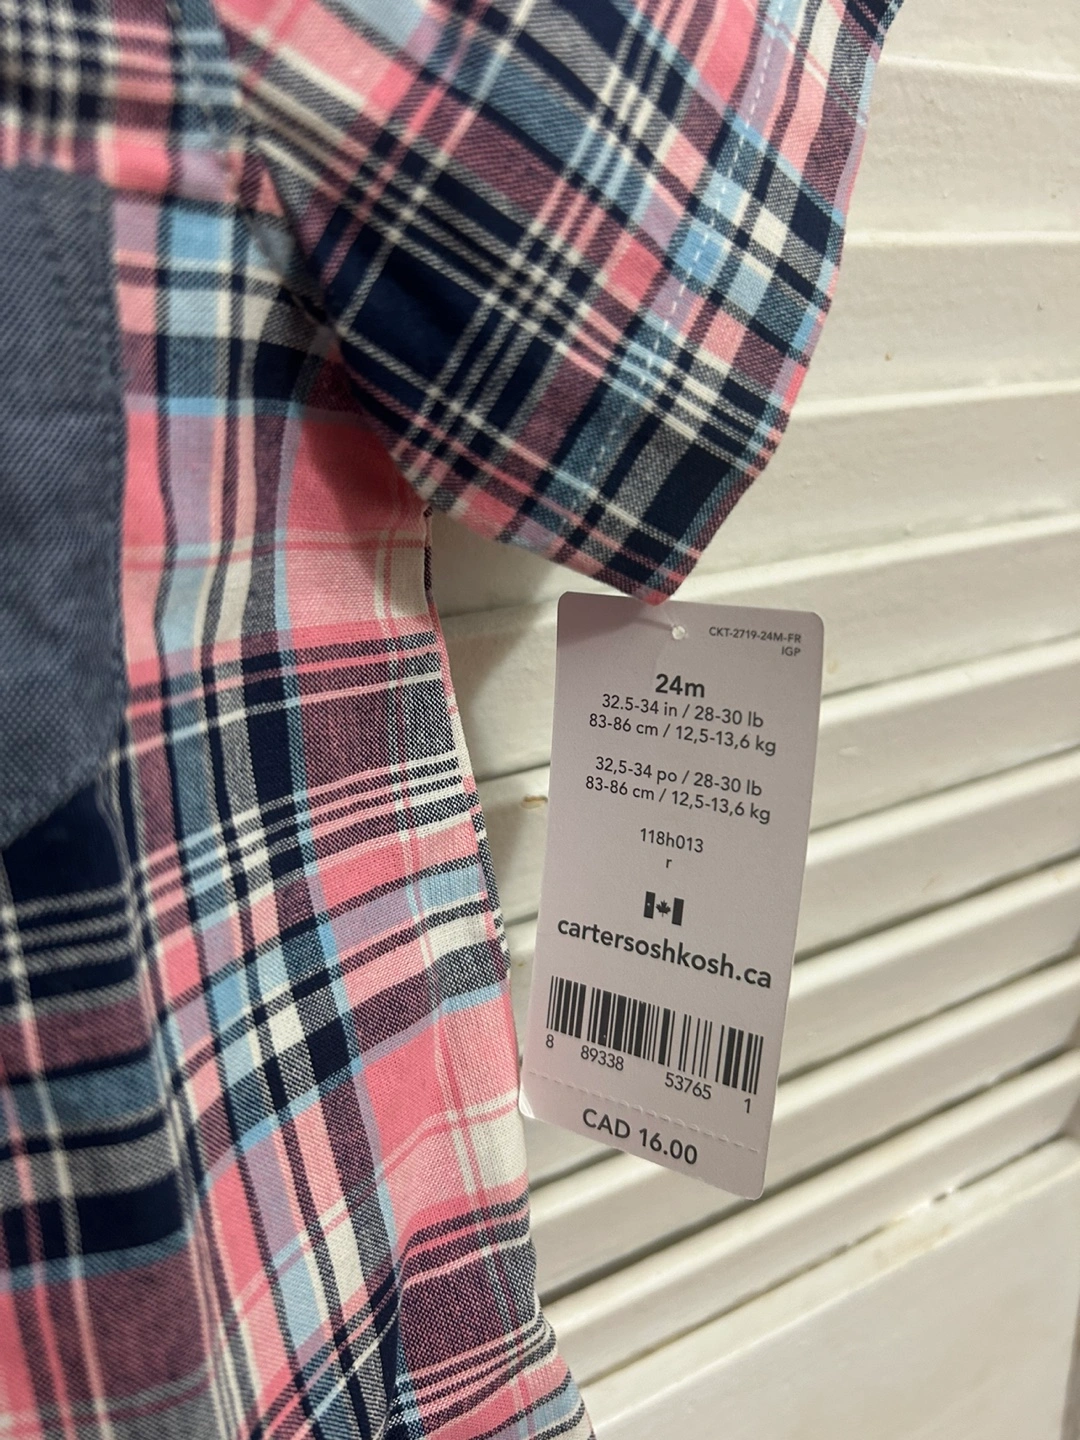 CKT-2719-24M-FR
IGP
24m
32.5-34 in / 28-30 lb
83-86 cm / 12,5-13,6 kg
32,5-34 po / 28-30 lb
83-86 cm / 12,5-13,6 kg
118h013
r
cartersoshkosh.ca
8 89338 53765 1
CAD 16.00